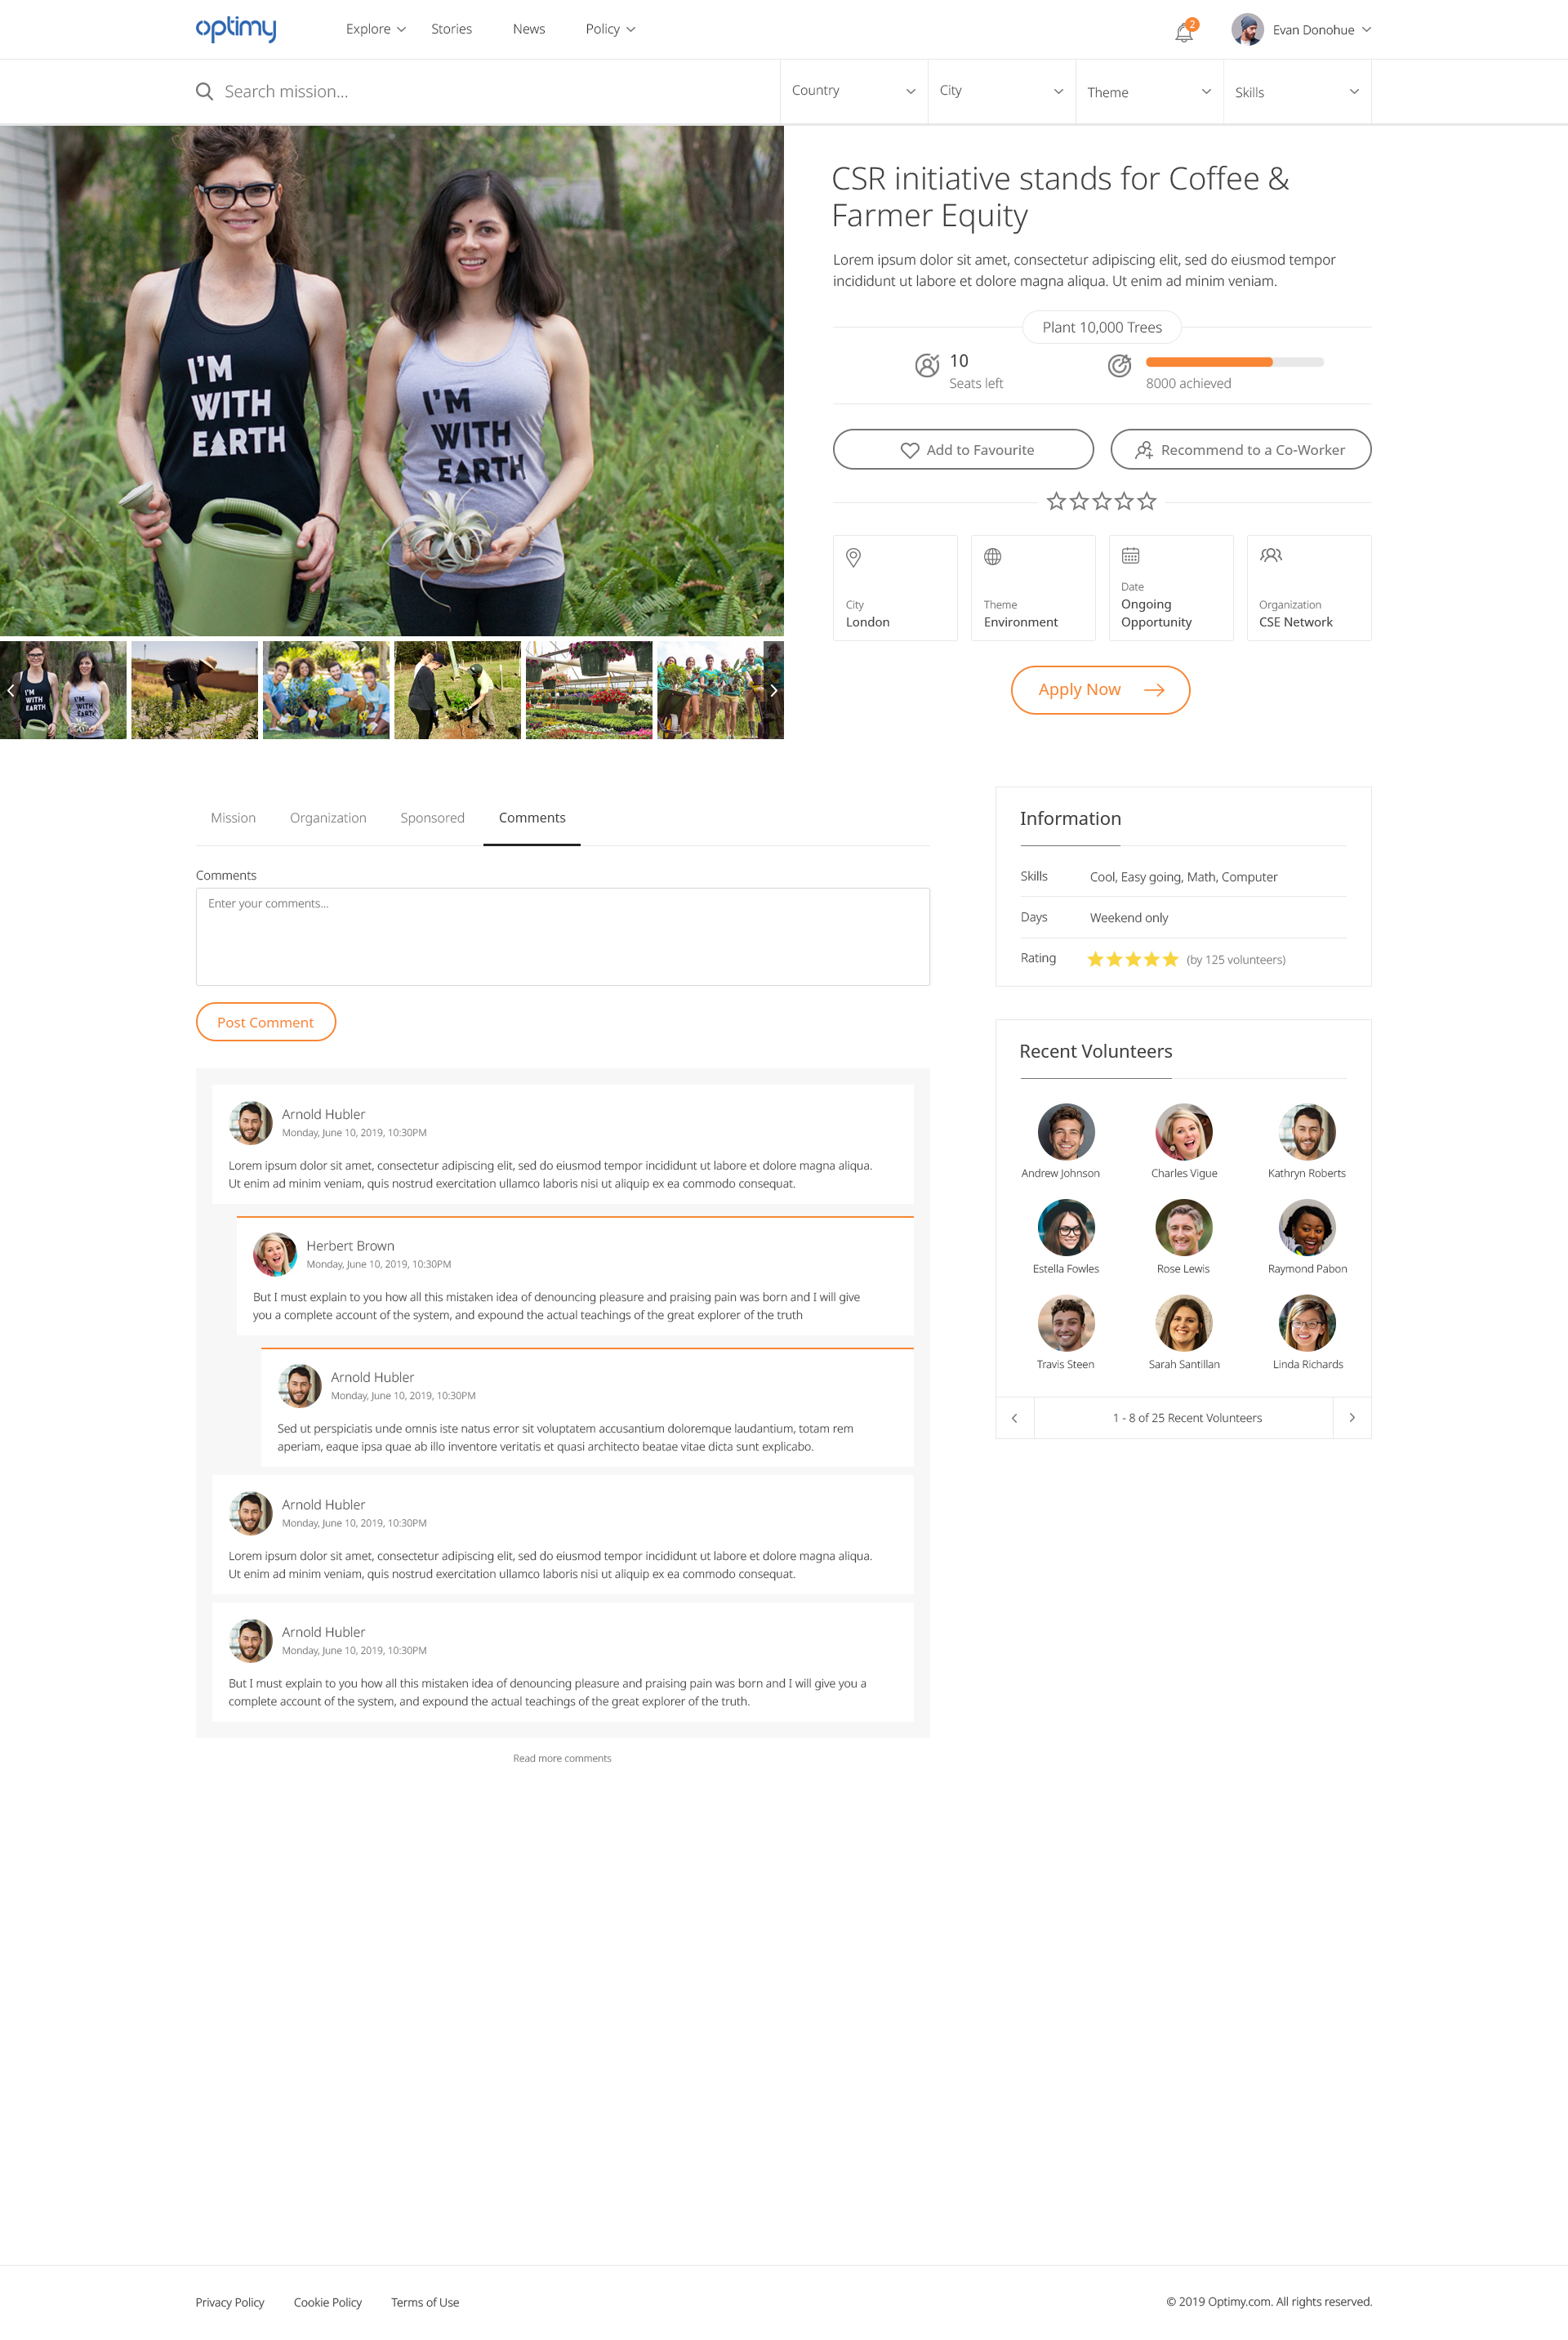 optimy
Explore
Stories
News
Policy
2
Evan Donohue
Search mission...
Country
City
Theme
Skills
I'M
WITH
EARTH
I'M
WITH
EARTH
CSR initiative stands for Coffee &
Farmer Equity
Lorem ipsum dolor sit amet, consectetur adipiscing elit, sed do eiusmod tempor
incididunt ut labore et dolore magna aliqua. Ut enim ad minim veniam.
Plant 10,000 Trees
10
Seats left
8000 achieved
Add to Favourite
Recommend to a Co-Worker
City
London
Theme
Environment
Date
Ongoing
Opportunity
Organization
CSE Network
Apply Now
I'M
WITH
EARTH
I'M
WITH
EARTH
Mission
Organization
Sponsored
Comments
Comments
Enter your comments...
Post Comment
Arnold Hubler
Monday, June 10, 2019, 10:30PM
Lorem ipsum dolor sit amet, consectetur adipiscing elit, sed do eiusmod tempor incididunt ut labore et dolore magna aliqua.
Ut enim ad minim veniam, quis nostrud exercitation ullamco laboris nisi ut aliquip ex ea commodo consequat.
Herbert Brown
Monday, June 10, 2019, 10:30PM
But I must explain to you how all this mistaken idea of denouncing pleasure and praising pain was born and I will give
you a complete account of the system, and expound the actual teachings of the great explorer of the truth
Arnold Hubler
Monday, June 10, 2019, 10:30PM
Sed ut perspiciatis unde omnis iste natus error sit voluptatem accusantium doloremque laudantium, totam rem
aperiam, eaque ipsa quae ab illo inventore veritatis et quasi architecto beatae vitae dicta sunt explicabo.
Arnold Hubler
Monday, June 10, 2019, 10:30PM
Lorem ipsum dolor sit amet, consectetur adipiscing elit, sed do eiusmod tempor incididunt ut labore et dolore magna aliqua.
Ut enim ad minim veniam, quis nostrud exercitation ullamco laboris nisi ut aliquip ex ea commodo consequat.
Arnold Hubler
Monday, June 10, 2019, 10:30PM
But I must explain to you how all this mistaken idea of denouncing pleasure and praising pain was born and I will give you a
complete account of the system, and expound the actual teachings of the great explorer of the truth.
Read more comments
Information
Skills
Cool, Easy going, Math, Computer
Days
Weekend only
Rating
(by 125 volunteers)
Recent Volunteers
Andrew Johnson
Charles Vigue
Kathryn Roberts
Estella Fowles
Rose Lewis
Raymond Pabon
Travis Steen
Sarah Santillan
Linda Richards
1 - 8 of 25 Recent Volunteers
Privacy Policy
Cookie Policy
Terms of Use
© 2019 Optimy.com. All rights reserved.